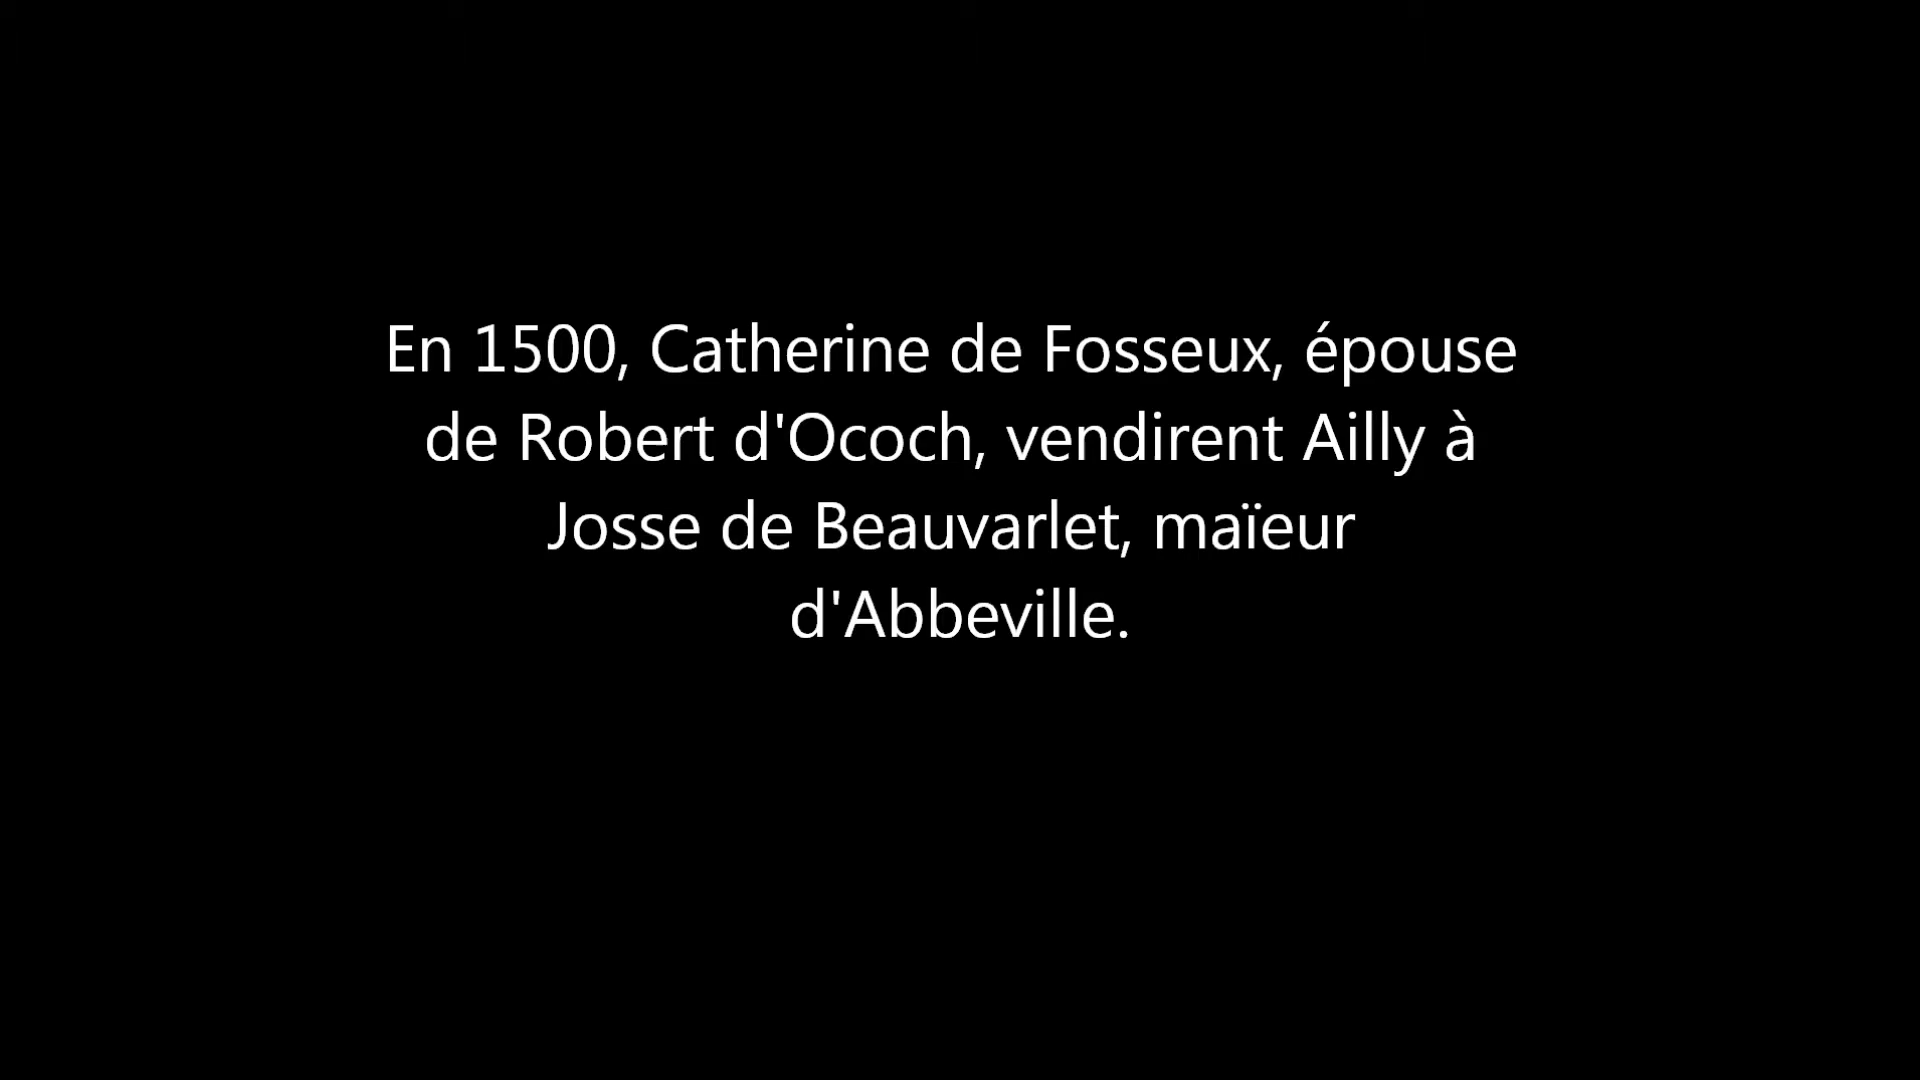 En 1500, Catherine de Fosseux, épouse
de Robert d'Ococh, vendirent Ailly à
Josse de Beauvarlet, maïeur
d'Abbeville.